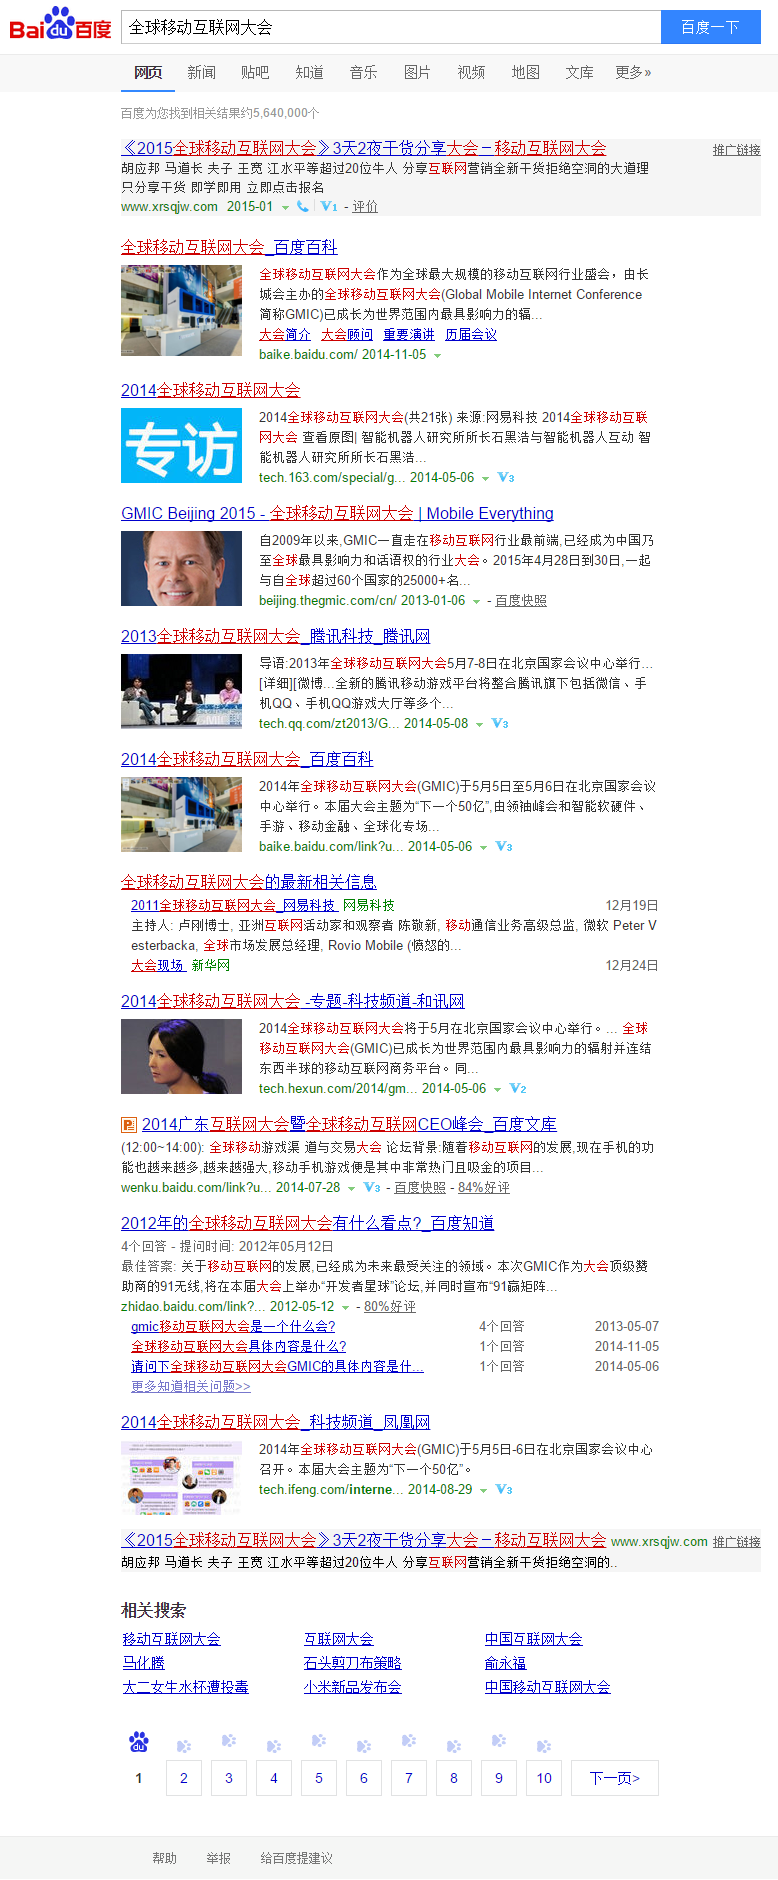 Bai du 百度 全球移动互联网大会 百度一下
网页 新闻 贴吧 知道 音乐 图片 视频 地图 文库 更多»
百度为您找到相关结果约5,640,000个
《2015全球移动互联网大会》3天2夜干货分享大会－移动互联网大会 推广链接
胡应邦 马道长 夫子 王宽 江水平等超过20位牛人 分享互联网营销全新干货拒绝空洞的大道理
只分享干货 即学即用 立即点击报名
www.xrsqjw.com 2015-01 V1 - 评价
全球移动互联网大会_百度百科
全球移动互联网大会作为全球最大规模的移动互联网行业盛会，由长
城会主办的全球移动互联网大会(Global Mobile Internet Conference
简称GMIC)已成长为世界范围内最具影响力的辐...
大会简介 大会顾问 重要演讲 历届会议
baike.baidu.com/ 2014-11-05
2014全球移动互联网大会
专访
2014全球移动互联网大会(共21张) 来源:网易科技 2014全球移动互联
网大会 查看原图| 智能机器人研究所所长石黑浩与智能机器人互动 智
能机器人研究所所长石黑浩...
tech.163.com/special/g... 2014-05-06 V3
GMIC Beijing 2015 - 全球移动互联网大会 | Mobile Everything
自2009年以来,GMIC一直走在移动互联网行业最前端,已经成为中国乃
至全球最具影响力和话语权的行业大会。2015年4月28日到30日,一起
与自全球超过60个国家的25000+名...
beijing.thegmic.com/cn/ 2013-01-06 - 百度快照
2013全球移动互联网大会_腾讯科技_腾讯网
导语:2013年全球移动互联网大会5月7-8日在北京国家会议中心举行...
[详细][微博...全新的腾讯移动游戏平台将整合腾讯旗下包括微信、手
机QQ、手机QQ游戏大厅等多个...
tech.qq.com/zt2013/G... 2014-05-08 V3
2014全球移动互联网大会_百度百科
2014年全球移动互联网大会(GMIC)于5月5日至5月6日在北京国家会议
中心举行。本届大会主题为“下一个50亿”,由领袖峰会和智能软硬件、
手游、移动金融、全球化专场...
baike.baidu.com/link?u... 2014-05-06 V3
全球移动互联网大会的最新相关信息
2011全球移动互联网大会_网易科技 网易科技 12月19日
主持人: 卢刚博士, 亚洲互联网活动家和观察者 陈敬新, 移动通信业务高级总监, 微软 Peter V
esterbacka, 全球市场发展总经理, Rovio Mobile (愤怒的...
大会现场 新华网 12月24日
2014全球移动互联网大会 -专题-科技频道-和讯网
2014全球移动互联网大会将于5月在北京国家会议中心举行。... 全球
移动互联网大会(GMIC)已成长为世界范围内最具影响力的辐射并连结
东西半球的移动互联网商务平台。同...
tech.hexun.com/2014/gm... 2014-05-06 V2
2014广东互联网大会暨全球移动互联网CEO峰会_百度文库
(12:00~14:00): 全球移动游戏渠 道与交易大会 论坛背景:随着移动互联网的发展,现在手机的功
能也越来越多,越来越强大,移动手机游戏便是其中非常热门且吸金的项目...
wenku.baidu.com/link?u... 2014-07-28 V3 - 百度快照 - 84%好评
2012年的全球移动互联网大会有什么看点?_百度知道
4个回答 - 提问时间: 2012年05月12日
最佳答案: 关于移动互联网的发展,已经成为未来最受关注的领域。本次GMIC作为大会顶级赞
助商的91无线,将在本届大会上举办“开发者星球”论坛,并同时宣布“91赢矩阵...
zhidao.baidu.com/link?... 2012-05-12 - 80%好评
gmic移动互联网大会是一个什么会? 4个回答 2013-05-07
全球移动互联网大会具体内容是什么? 1个回答 2014-11-05
请问下全球移动互联网大会GMIC的具体内容是什... 1个回答 2014-05-06
更多知道相关问题>>
2014全球移动互联网大会_科技频道_凤凰网
2014年全球移动互联网大会(GMIC)于5月5日-6日在北京国家会议中心
召开。本届大会主题为“下一个50亿”。
tech.ifeng.com/interne... 2014-08-29 V3
《2015全球移动互联网大会》3天2夜干货分享大会－移动互联网大会 www.xrsqjw.com 推广链接
胡应邦 马道长 夫子 王宽 江水平等超过20位牛人 分享互联网营销全新干货拒绝空洞的..
相关搜索
移动互联网大会 互联网大会 中国互联网大会
马化腾 石头剪刀布策略 俞永福
大二女生水杯遭投毒 小米新品发布会 中国移动互联网大会
du
1 2 3 4 5 6 7 8 9 10 下一页>
帮助 举报 给百度提建议